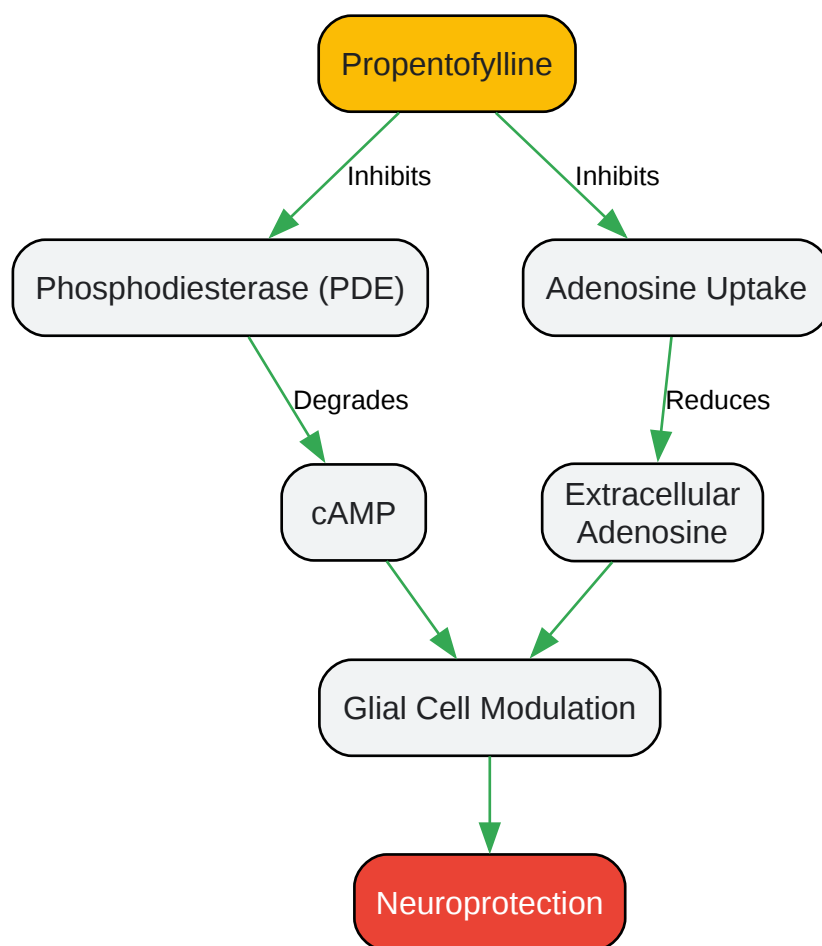 Propentofylline
Inhibits
Inhibits
Phosphodiesterase (PDE)
Adenosine Uptake
Degrades
Reduces
cAMP
Extracellular
Adenosine
Glial Cell Modulation
Neuroprotection